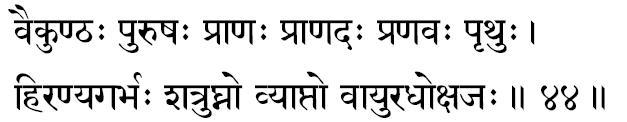 वैकुण्ठः पुरुषः प्राणः प्राणदः प्रणवः पृथुः ।
हिरण्यगर्भः शत्रुघ्नो व्याप्तो वायुरधोक्षजः ॥ ४४ ॥